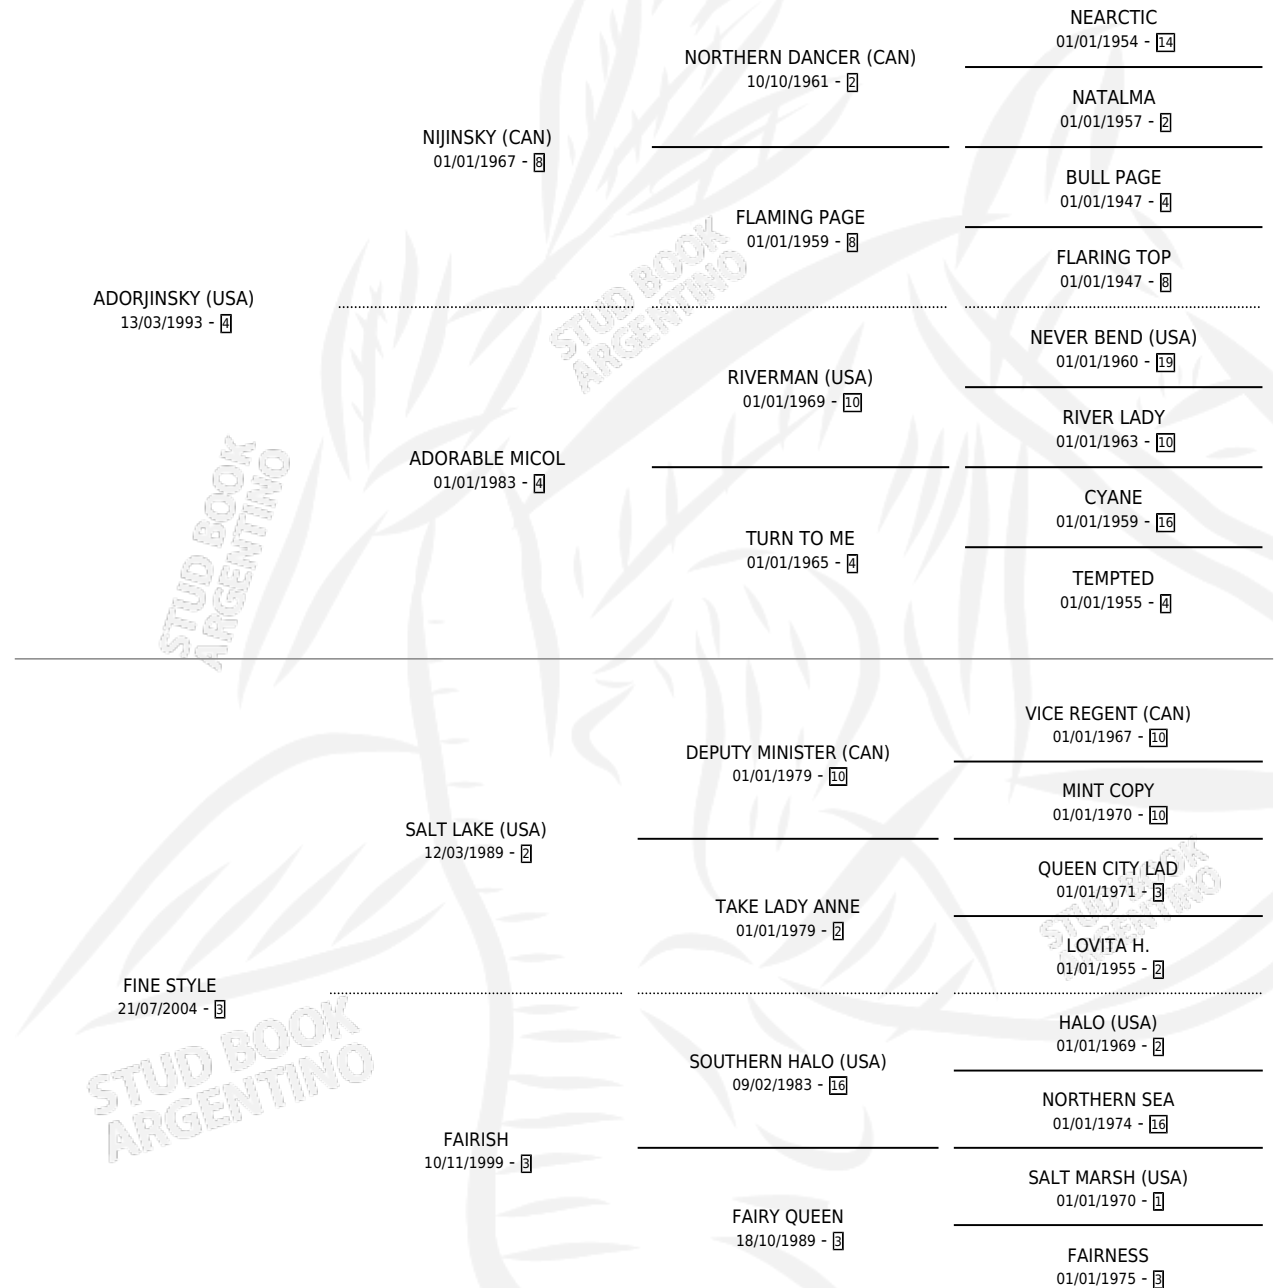 NEARCTIC
01/01/1954 - 14
NORTHERN DANCER (CAN)
10/10/1961 - 2
NATALMA
01/01/1957 - 2
NIJINSKY (CAN)
01/01/1967 - 8
BULL PAGE
01/01/1947 - 4
FLAMING PAGE
01/01/1959 - 8
FLARING TOP
01/01/1947 - 8
ADORJINSKY (USA)
13/03/1993 - 4
NEVER BEND (USA)
01/01/1960 - 19
RIVERMAN (USA)
01/01/1969 - 10
RIVER LADY
01/01/1963 - 10
ADORABLE MICOL
01/01/1983 - 4
CYANE
01/01/1959 - 16
TURN TO ME
01/01/1965 - 4
TEMPTED
01/01/1955 - 4
VICE REGENT (CAN)
01/01/1967 - 10
DEPUTY MINISTER (CAN)
01/01/1979 - 10
MINT COPY
01/01/1970 - 10
SALT LAKE (USA)
12/03/1989 - 2
QUEEN CITY LAD
01/01/1971 - 3
TAKE LADY ANNE
01/01/1979 - 2
LOVITA H.
01/01/1955 - 2
FINE STYLE
21/07/2004 - 3
HALO (USA)
01/01/1969 - 2
SOUTHERN HALO (USA)
09/02/1983 - 16
NORTHERN SEA
01/01/1974 - 16
FAIRISH
10/11/1999 - 3
SALT MARSH (USA)
01/01/1970 - 1
FAIRY QUEEN
18/10/1989 - 3
FAIRNESS
01/01/1975 - 3
STUD BOOK
ARGENTINO
STUD BOOK
ARGENTINO
STUD BOOK
ARGENTINO
STUD BOOK
ARGENTINO